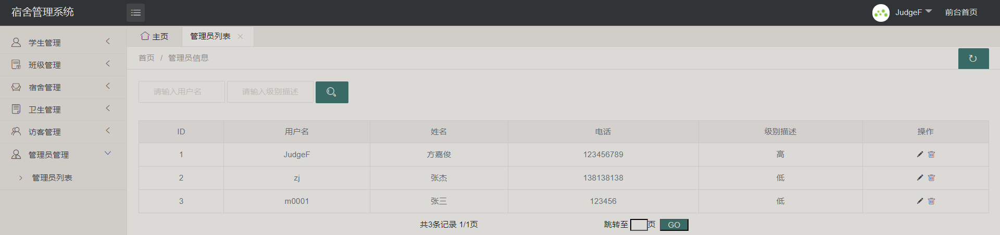 宿舍管理系统
JudgeF
前台首页
学生管理
班级管理
宿舍管理
卫生管理
访客管理
管理员管理
管理员列表
主页 管理员列表
首页 / 管理员信息
请输入用户名 请输入级别描述
ID 用户名 姓名 电话 级别描述 操作
1 JudgeF 方嘉俊 123456789 高
2 zj 张杰 138138138 低
3 m0001 张三 123456 低
共3条记录 1/1页 跳转至 页 GO